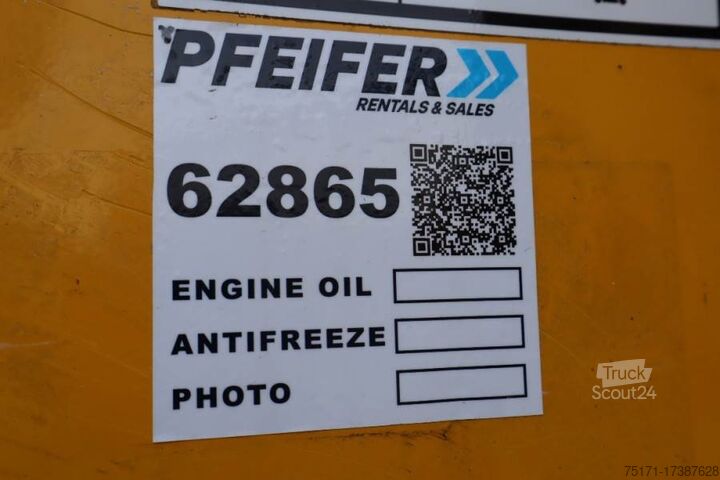 PFEIFER
RENTALS & SALES
62865
ENGINE OIL
ANTIFREEZE
PHOTO
Truck
Scout24
75171-17387628